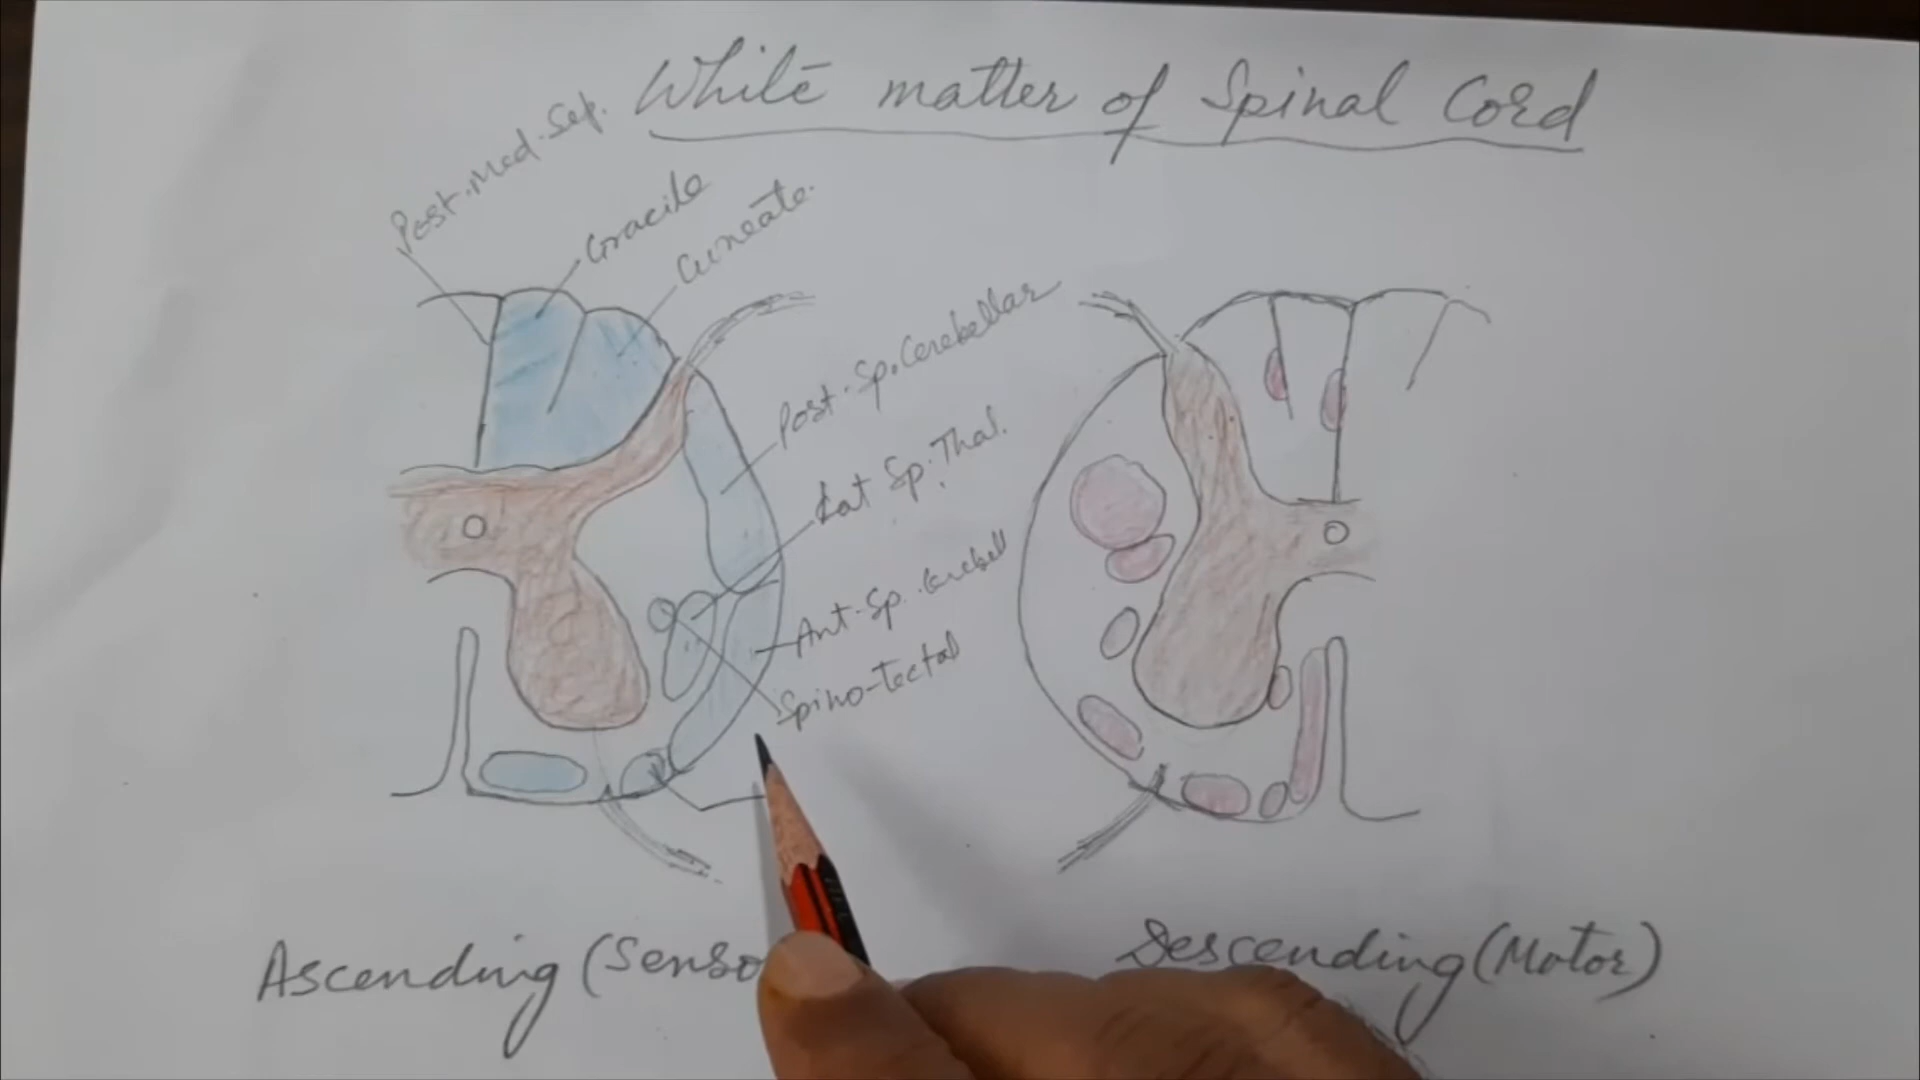 White matter of Spinal Cord
Post. Med. Sep.
Gracile
Cuneate.
Post. Sp. Cerebellar
Lat Sp. Thal.
Ant. Sp. Cerebell
Spino-Tectal
Ascending (Senso
Descending (Motor)